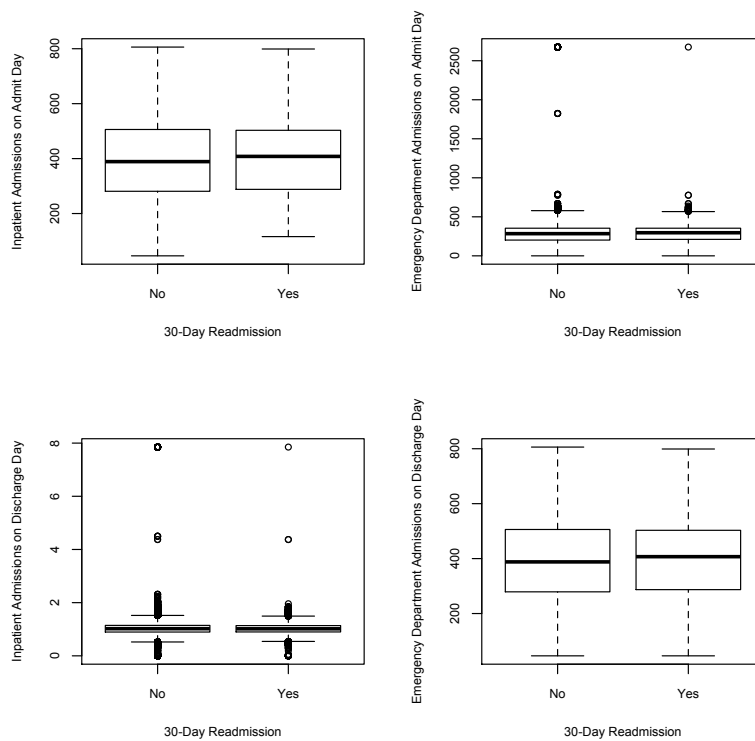 Inpatient Admissions on Admit Day
800
600
400
200
No
Yes
30-Day Readmission
Emergency Department Admissions on Admit Day
2500
2000
1500
1000
500
0
No
Yes
30-Day Readmission
Inpatient Admissions on Discharge Day
8
6
4
2
0
No
Yes
30-Day Readmission
Emergency Department Admissions on Discharge Day
800
600
400
200
No
Yes
30-Day Readmission